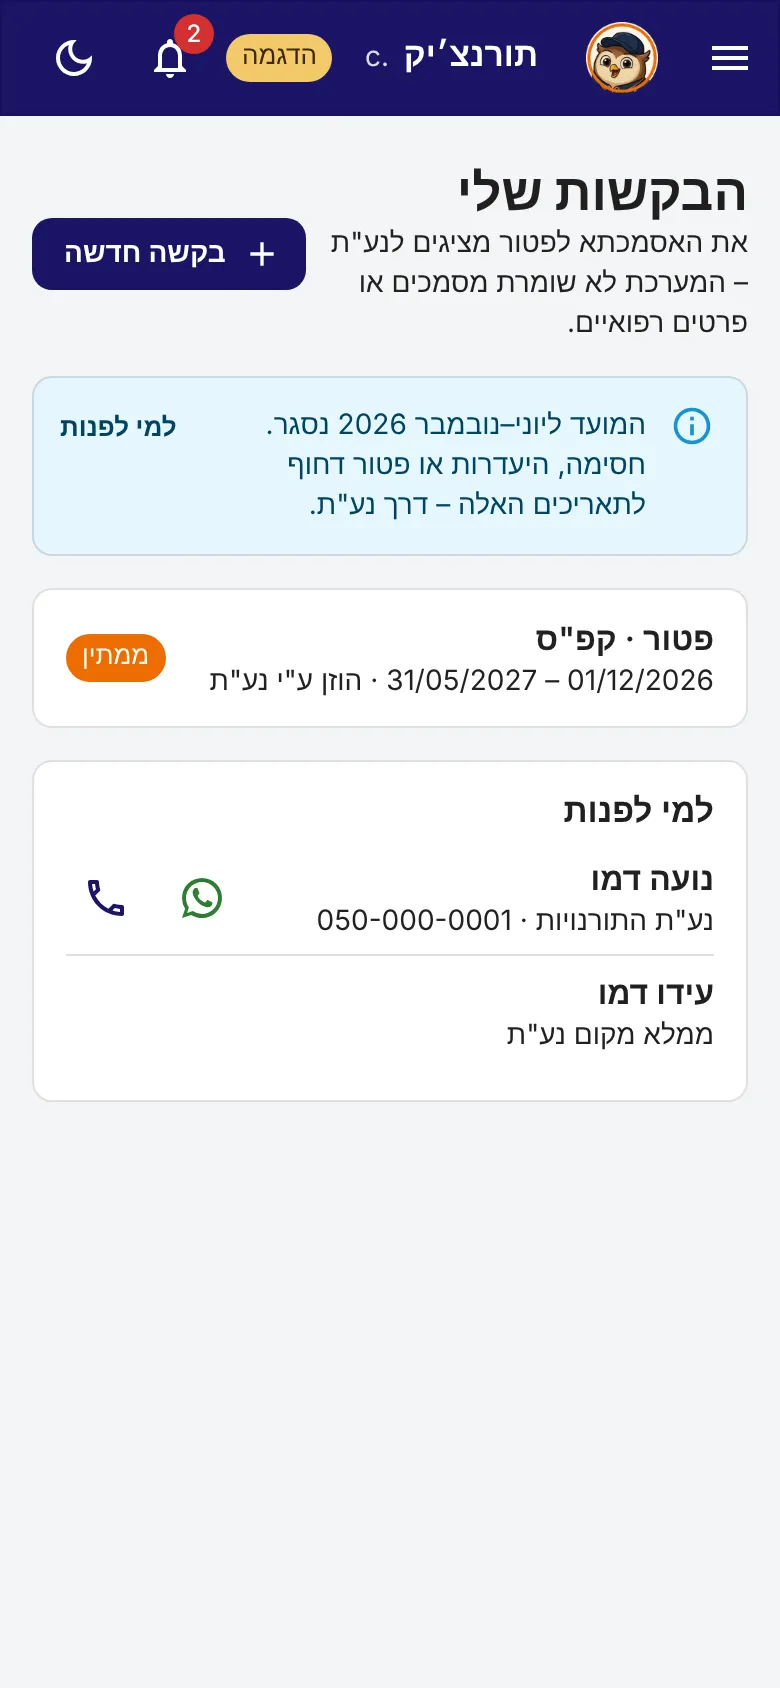 תורנצ׳יק c.
הדגמה
2
הבקשות שלי
את האסמכתא לפטור מציגים לנע"ת
– המערכת לא שומרת מסמכים או
פרטים רפואיים.
בקשה חדשה
המועד ליוני–נובמבר 2026 נסגר.
חסימה, היעדרות או פטור דחוף
לתאריכים האלה – דרך נע"ת.
למי לפנות
פטור · קפ"ס
01/12/2026 – 31/05/2027 · הוזן ע"י נע"ת
ממתין
למי לפנות
נועה דמו
נע"ת התורנויות · 050-000-0001
עידו דמו
ממלא מקום נע"ת